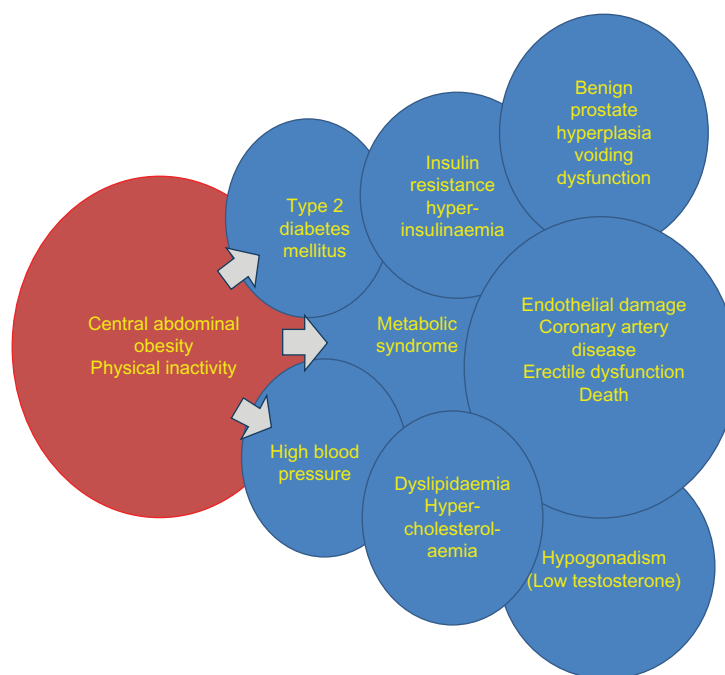 Benign
prostate
hyperplasia
voiding
dysfunction
Insulin
resistance
hyper-
insulinaemia
Type 2
diabetes
mellitus
Central abdominal
obesity
Physical inactivity
Metabolic
syndrome
Endothelial damage
Coronary artery
disease
Erectile dysfunction
Death
High blood
pressure
Dyslipidaemia
Hyper-
cholesterol-
aemia
Hypogonadism
(Low testosterone)